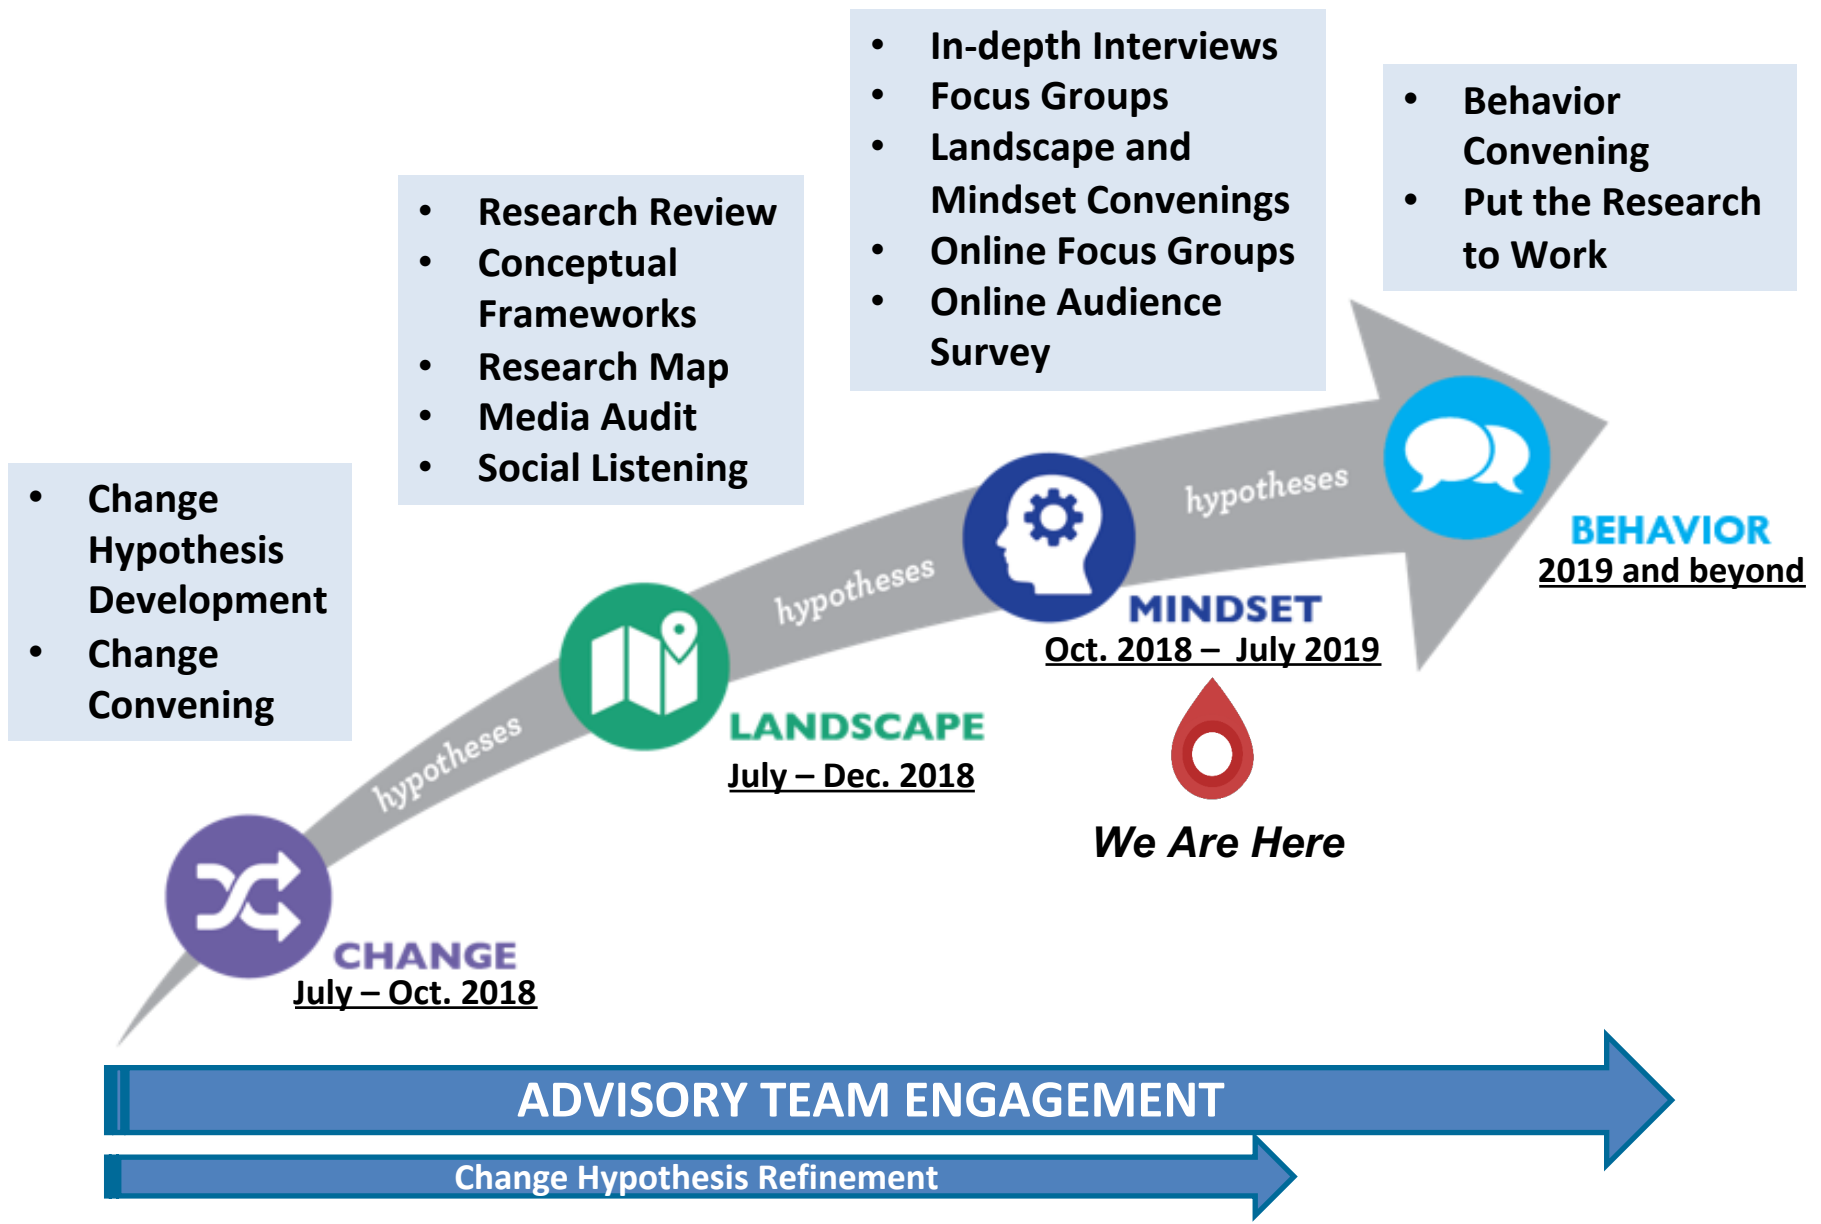 • Change
Hypothesis
Development
• Change
Convening
• Research Review
• Conceptual
Frameworks
• Research Map
• Media Audit
• Social Listening
• In-depth Interviews
• Focus Groups
• Landscape and
Mindset Convenings
• Online Focus Groups
• Online Audience
Survey
• Behavior
Convening
• Put the Research
to Work
hypotheses
hypotheses
hypotheses
CHANGE
July – Oct. 2018
LANDSCAPE
July – Dec. 2018
MINDSET
Oct. 2018 – July 2019
BEHAVIOR
2019 and beyond
We Are Here
ADVISORY TEAM ENGAGEMENT
Change Hypothesis Refinement